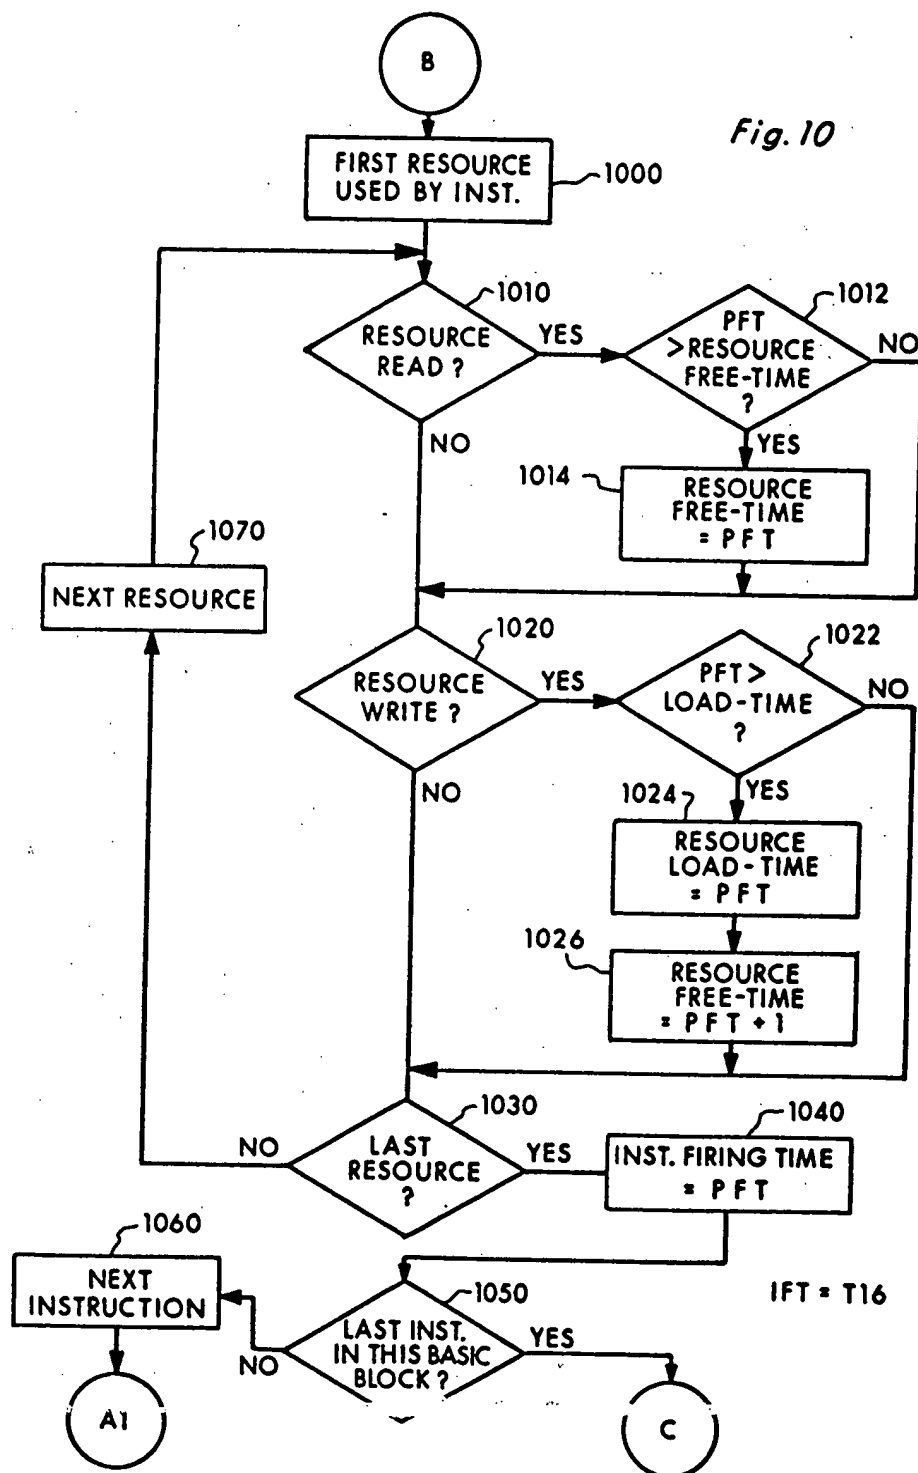 B
Fig. 10
FIRST RESOURCE
USED BY INST.
1000
1010
RESOURCE
READ ?
YES
NO
1012
PFT
>RESOURCE
FREE-TIME
?
NO
YES
1014
RESOURCE
FREE-TIME
= PFT
1070
NEXT RESOURCE
1020
RESOURCE
WRITE ?
YES
NO
1022
PFT >
LOAD-TIME
?
NO
YES
1024
RESOURCE
LOAD-TIME
= PFT
1026
RESOURCE
FREE-TIME
= PFT + 1
1030
LAST
RESOURCE
?
NO
YES
1040
INST. FIRING TIME
= PFT
1060
NEXT
INSTRUCTION
1050
LAST INST.
IN THIS BASIC
BLOCK ?
NO
YES
IFT = T16
A1
C